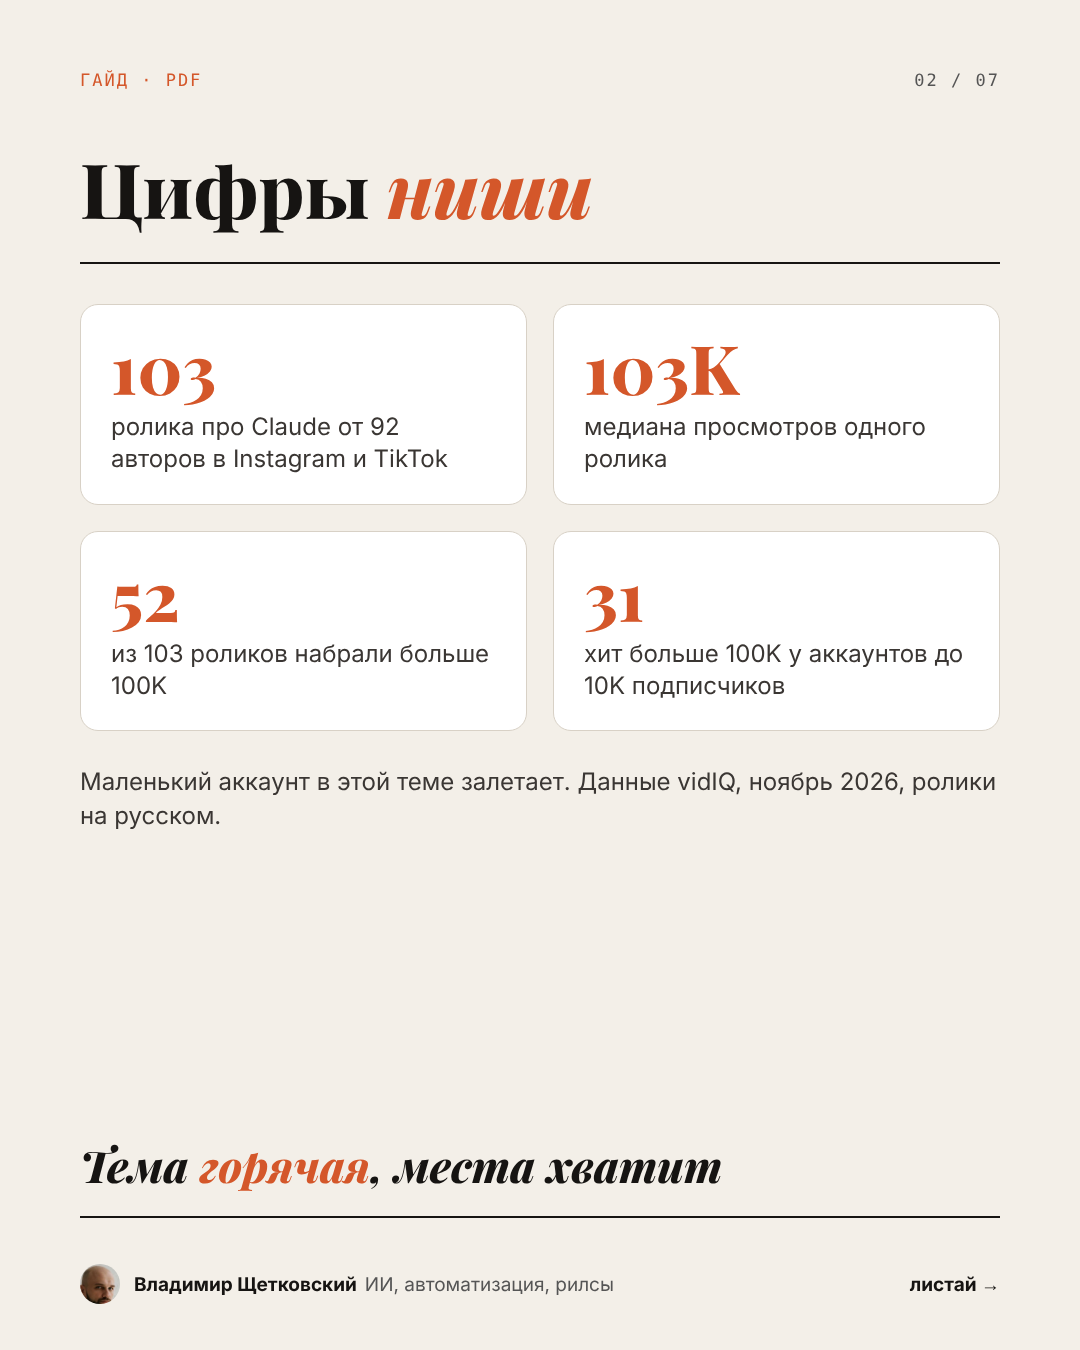 ГАЙД · PDF
02 / 07
Цифры ниши
103
ролика про Claude от 92
авторов в Instagram и TikTok
103K
медиана просмотров одного
ролика
52
из 103 роликов набрали больше
100K
31
хит больше 100K у аккаунтов до
10K подписчиков
Маленький аккаунт в этой теме залетает. Данные vidIQ, ноябрь 2026, ролики
на русском.
Тема горячая, места хватит
Владимир Щетковский ИИ, автоматизация, рилсы
листай →